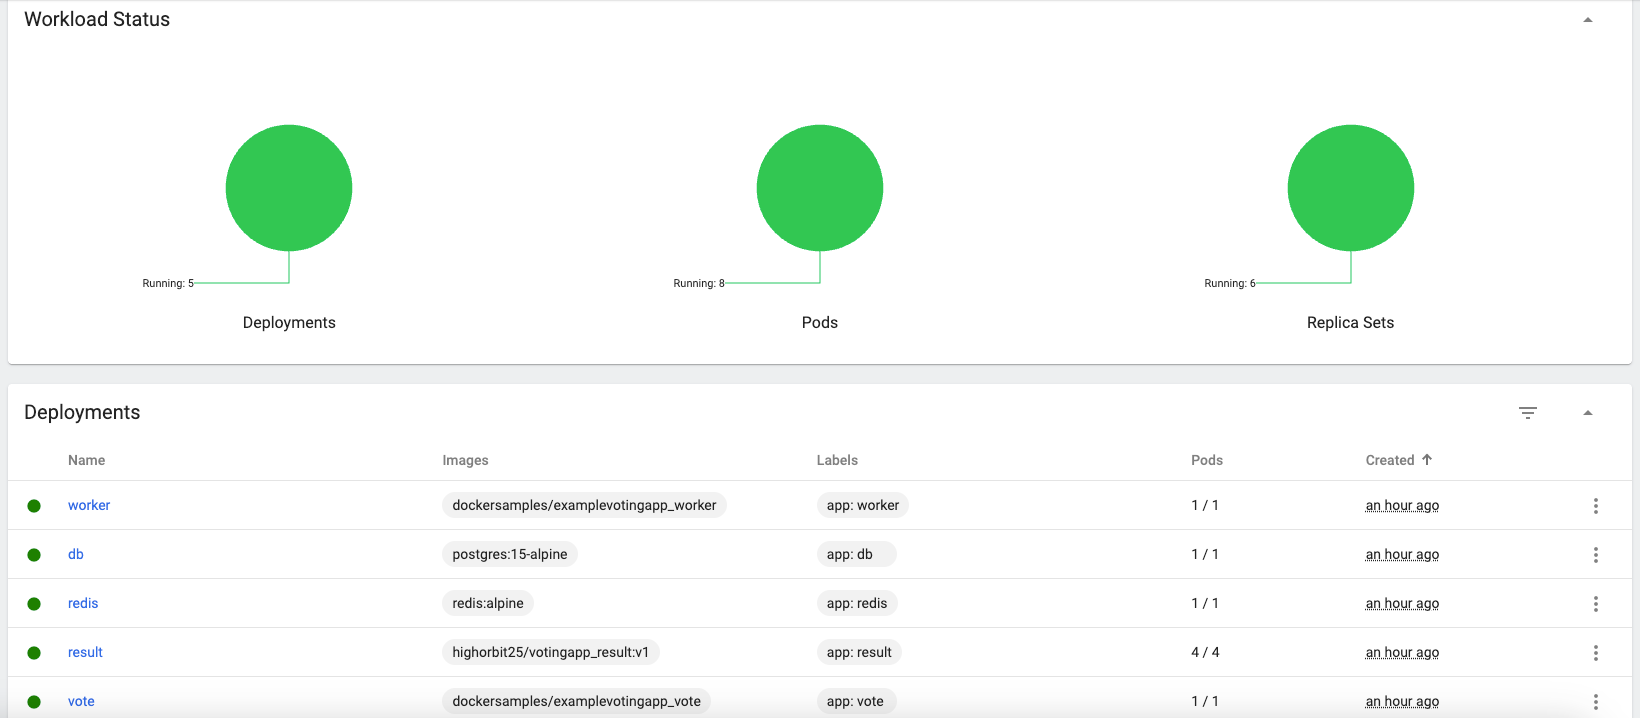 Workload Status
Running: 5
Running: 8
Running: 6
Deployments
Pods
Replica Sets
Deployments
Name Images Labels Pods Created
worker dockersamples/examplevotingapp_worker app: worker 1 / 1 an hour ago
db postgres:15-alpine app: db 1 / 1 an hour ago
redis redis:alpine app: redis 1 / 1 an hour ago
result highorbit25/votingapp_result:v1 app: result 4 / 4 an hour ago
vote dockersamples/examplevotingapp_vote app: vote 1 / 1 an hour ago